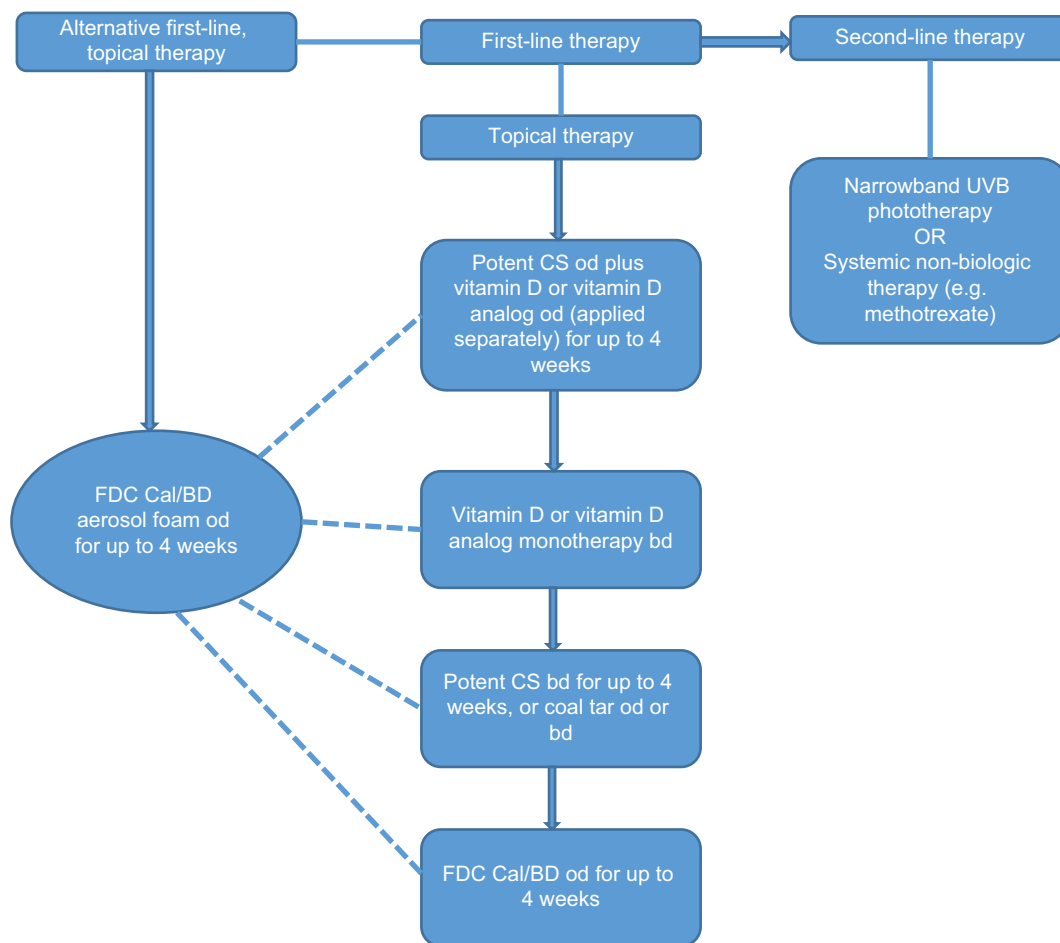 Alternative first-line,
topical therapy
First-line therapy
Second-line therapy
Topical therapy
Narrowband UVB
phototherapy
OR
Systemic non-biologic
therapy (e.g.
methotrexate)
Potent CS od plus
vitamin D or vitamin D
analog od (applied
separately) for up to 4
weeks
FDC Cal/BD
aerosol foam od
for up to 4 weeks
Vitamin D or vitamin D
analog monotherapy bd
Potent CS bd for up to 4
weeks, or coal tar od or
bd
FDC Cal/BD od for up to
4 weeks